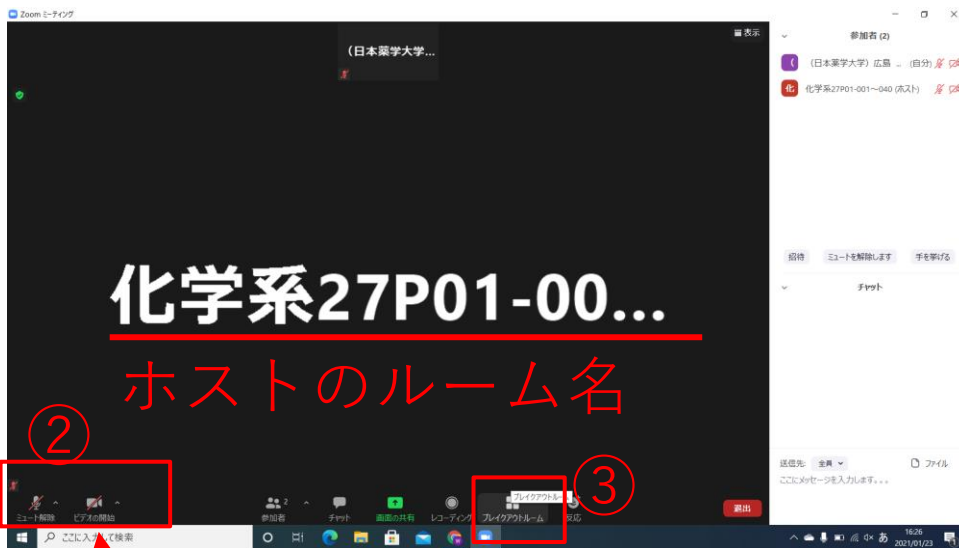 Zoom ミーティング
表示
(日本薬学大学...
参加者 (2)
( (日本薬学大学) 広島 ... (自分)
化 化学系27P01-001～040 (ホスト)
化学系27P01-00...
ホストのルーム名
招待 ミュートを解除します 手を挙げる
チャット
②
③
送信先: 全員 ファイル
ここにメッセージを入力します。。。
ミュート解除 ビデオの開始 参加者 2 チャット 画面の共有 レコーディング ブレイクアウトルーム 反応 退出
ブレイクアウトルーム
ここに入力して検索
あ 16:26
2021/01/23